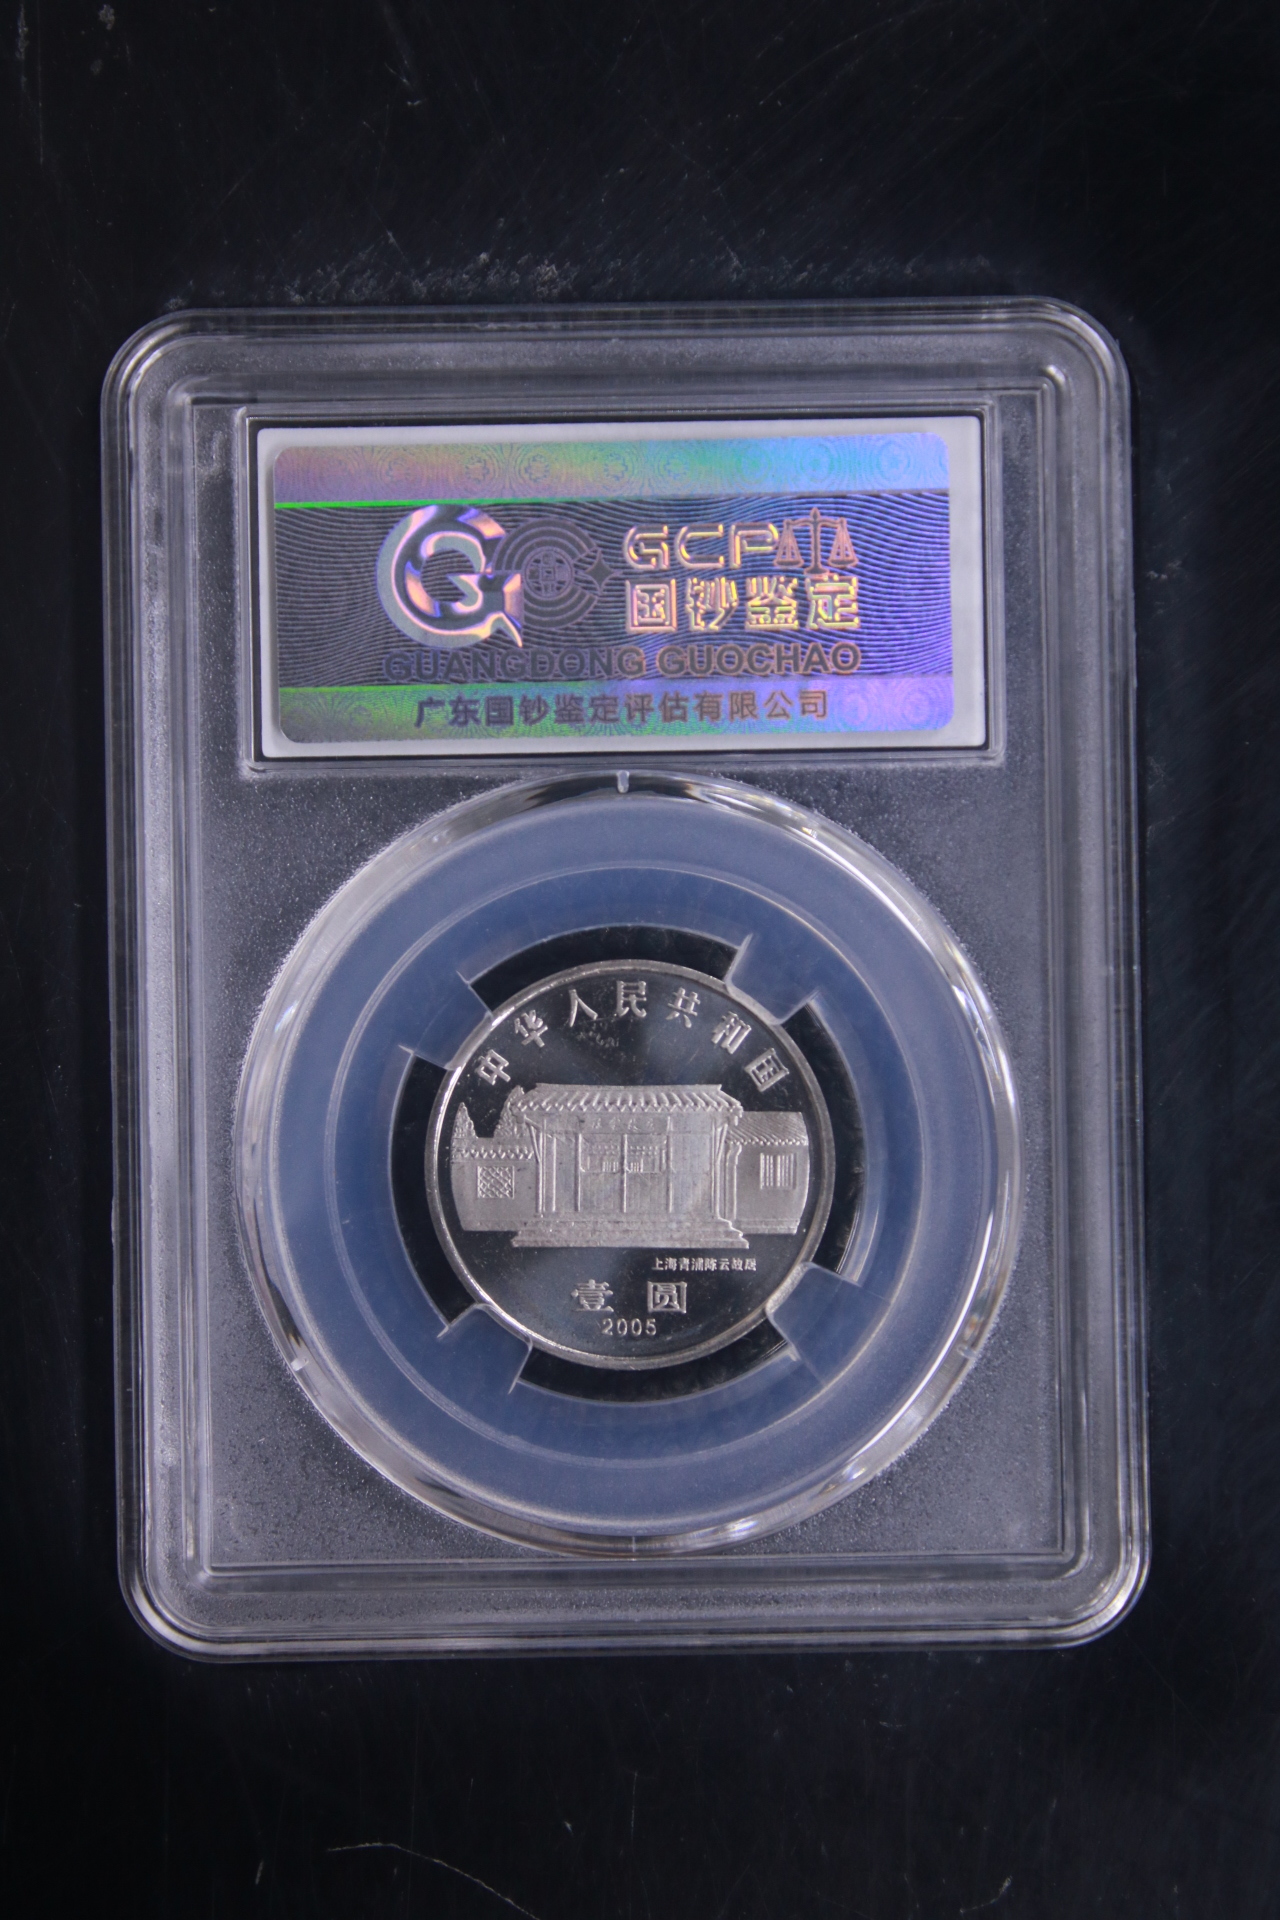 GCP
国钞鉴定
GUANGDONG GUOCHAO
广东国钞鉴定评估有限公司
中华人民共和国
上海青浦陈云故居
壹圆
2005